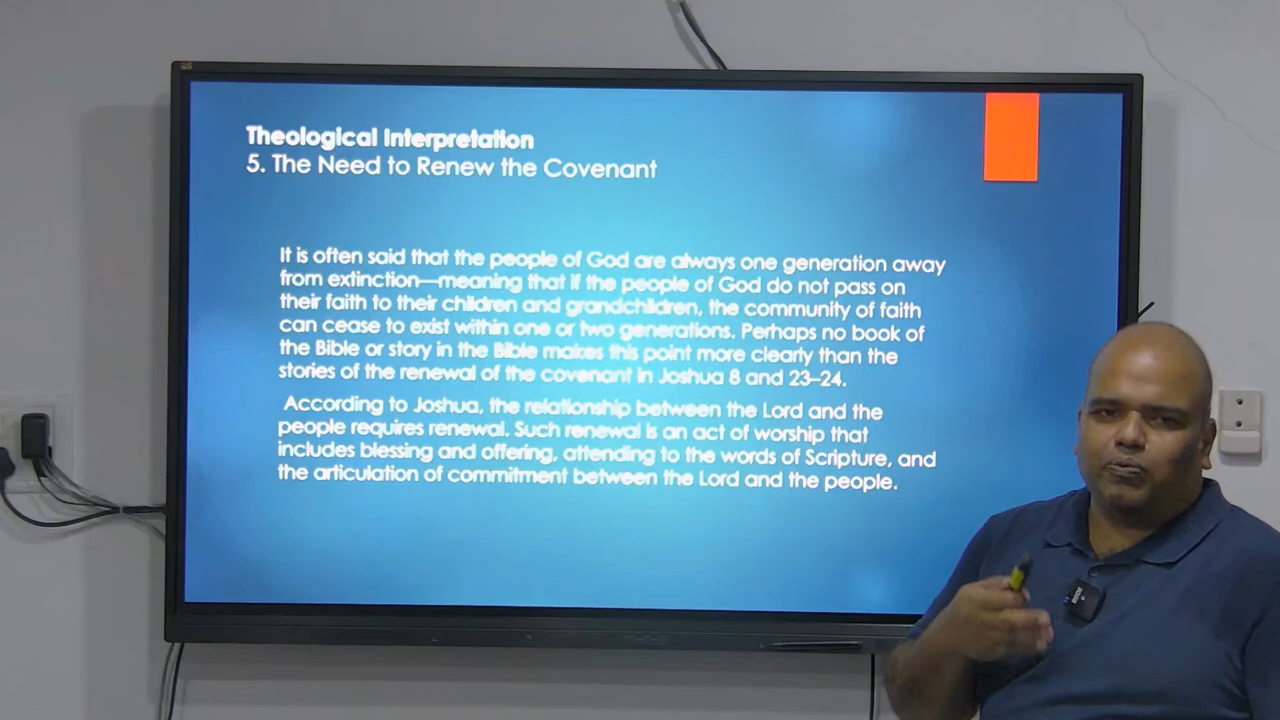 Theological Interpretation
5. The Need to Renew the Covenant
It is often said that the people of God are always one generation away
from extinction—meaning that if the people of God do not pass on
their faith to their children and grandchildren, the community of faith
can cease to exist within one or two generations. Perhaps no book of
the Bible or story in the Bible makes this point more clearly than the
stories of the renewal of the covenant in Joshua 8 and 23–24.
According to Joshua, the relationship between the Lord and the
people requires renewal. Such renewal is an act of worship that
includes blessing and offering, attending to the words of Scripture, and
the articulation of commitment between the Lord and the people.